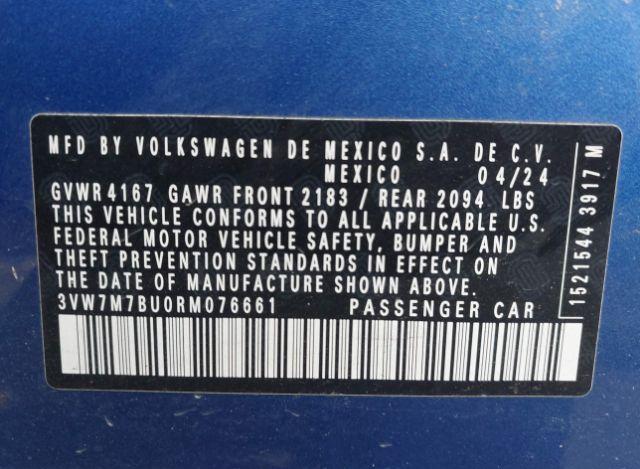 MFD BY VOLKSWAGEN DE MEXICO S.A. DE C.V.
MEXICO 04/24
GVWR 4167 GAWR FRONT 2183 / REAR 2094 LBS
THIS VEHICLE CONFORMS TO ALL APPLICABLE U.S.
FEDERAL MOTOR VEHICLE SAFETY, BUMPER AND
THEFT PREVENTION STANDARDS IN EFFECT ON
THE DATE OF MANUFACTURE SHOWN ABOVE.
3VW7M7BU0RM076661 PASSENGER CAR
1521544 3917 M